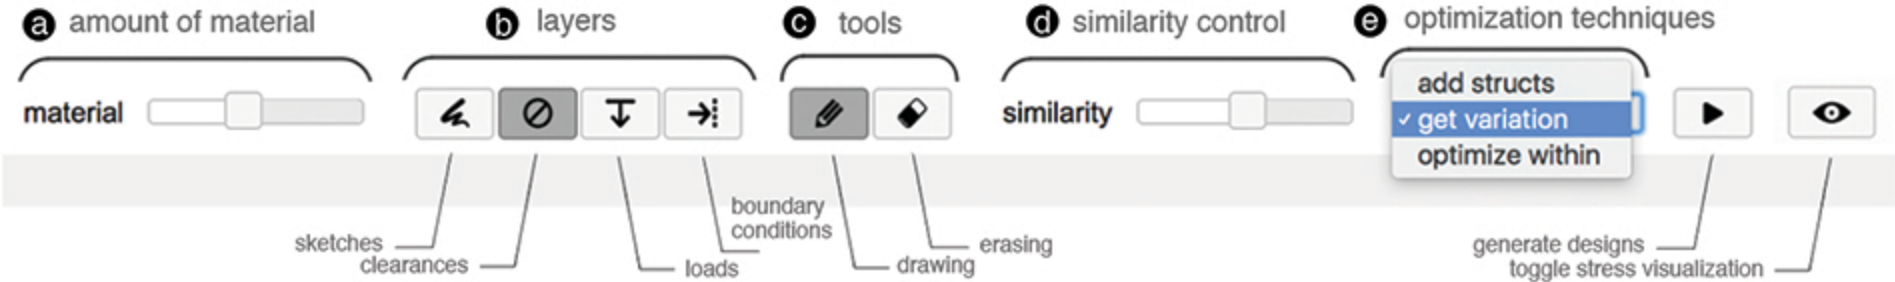 a amount of material
b layers
c tools
d similarity control
e optimization techniques
material
similarity
add structs
✓ get variation
optimize within
sketches
clearances
loads
boundary
conditions
drawing
erasing
generate designs
toggle stress visualization